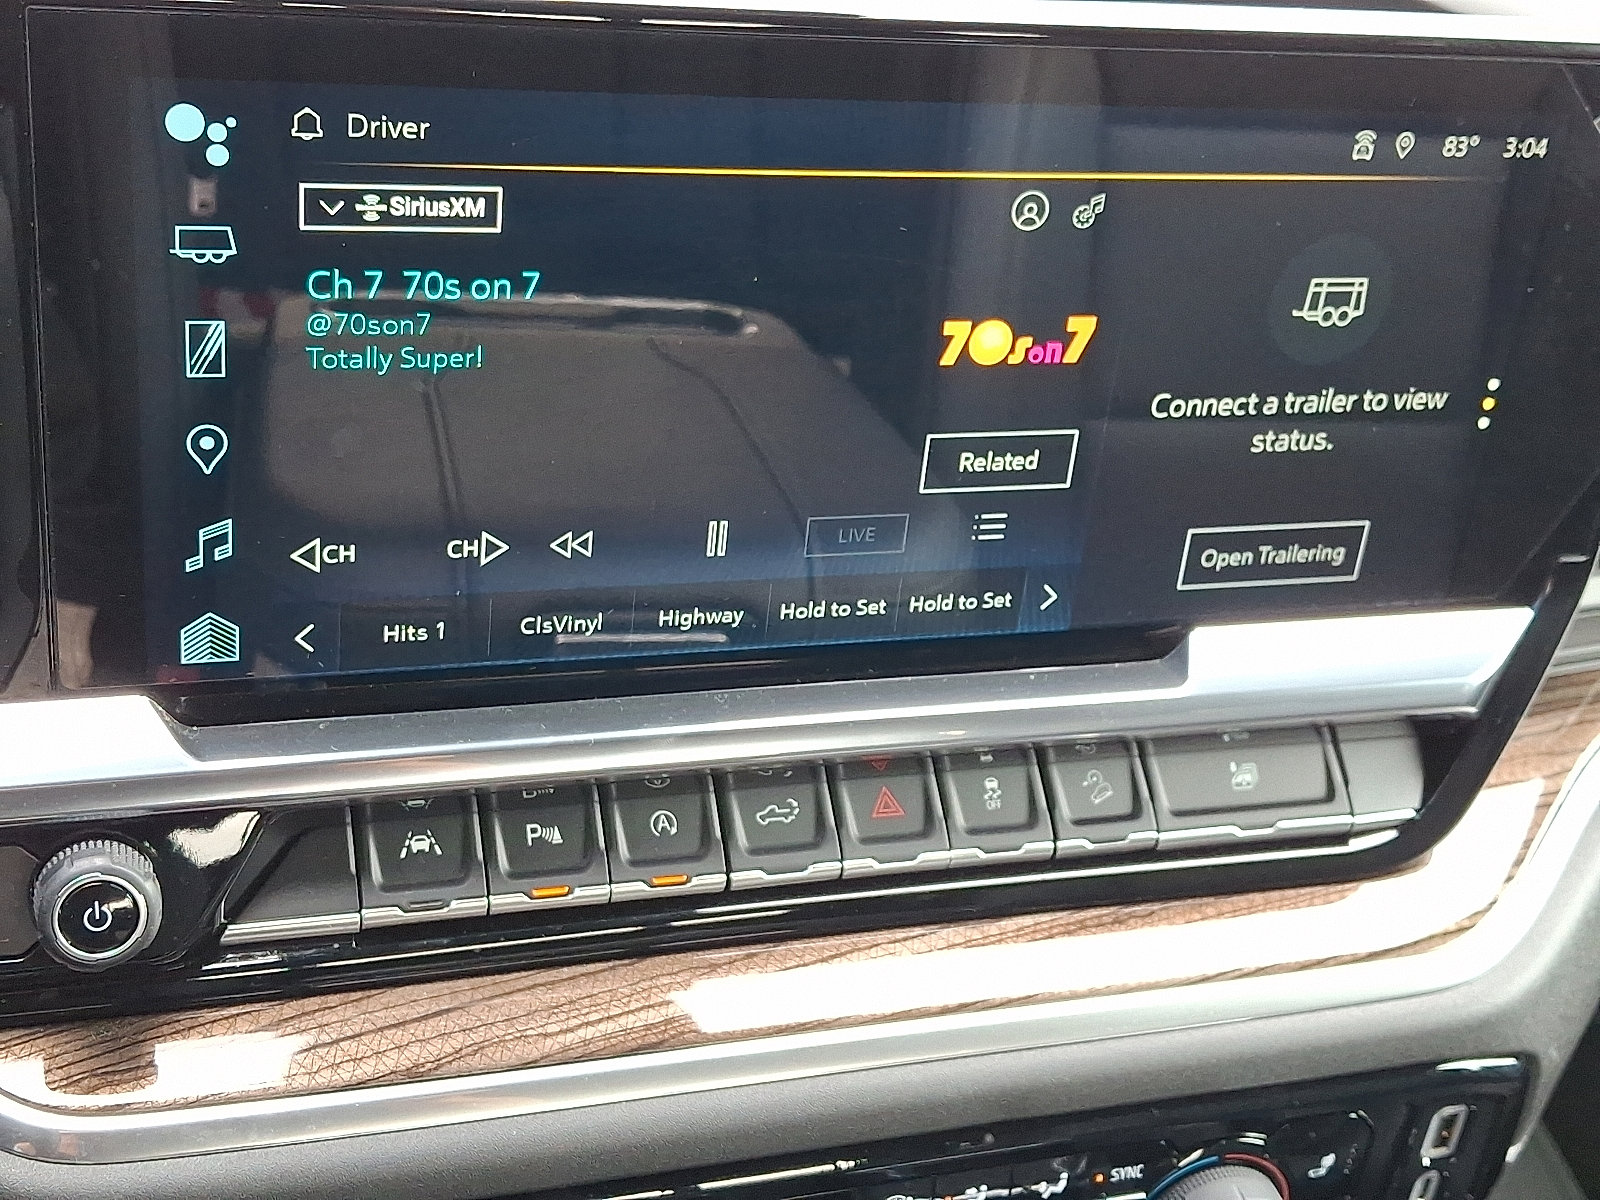 Driver
83° 3:04
SiriusXM
Ch 7 70s on 7
@70son7
Totally Super!
70s on 7
Connect a trailer to view
status.
Related
Open Trailering
CH CH LIVE
Hits 1 ClsVinyl Highway Hold to Set Hold to Set
P A OFF
SYNC